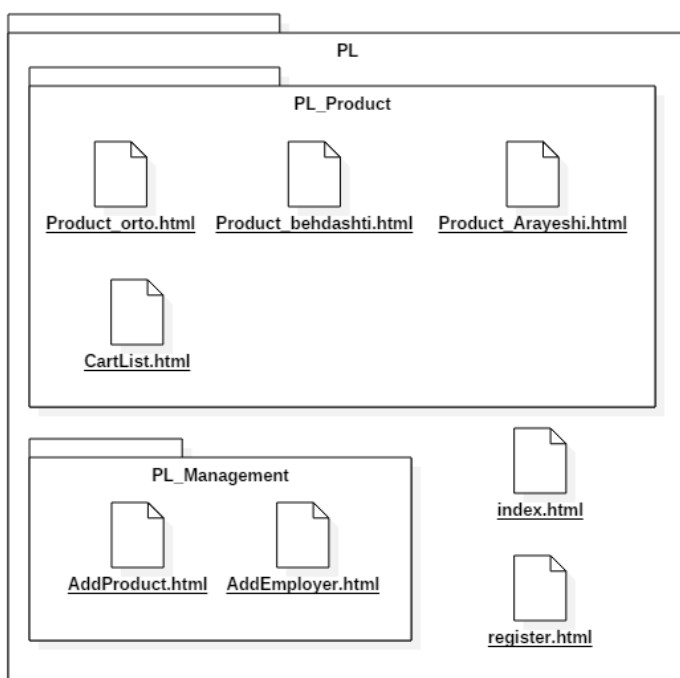 PL
PL_Product
Product_orto.html
Product_behdashti.html
Product_Arayeshi.html
CartList.html
PL_Management
AddProduct.html
AddEmployer.html
index.html
register.html